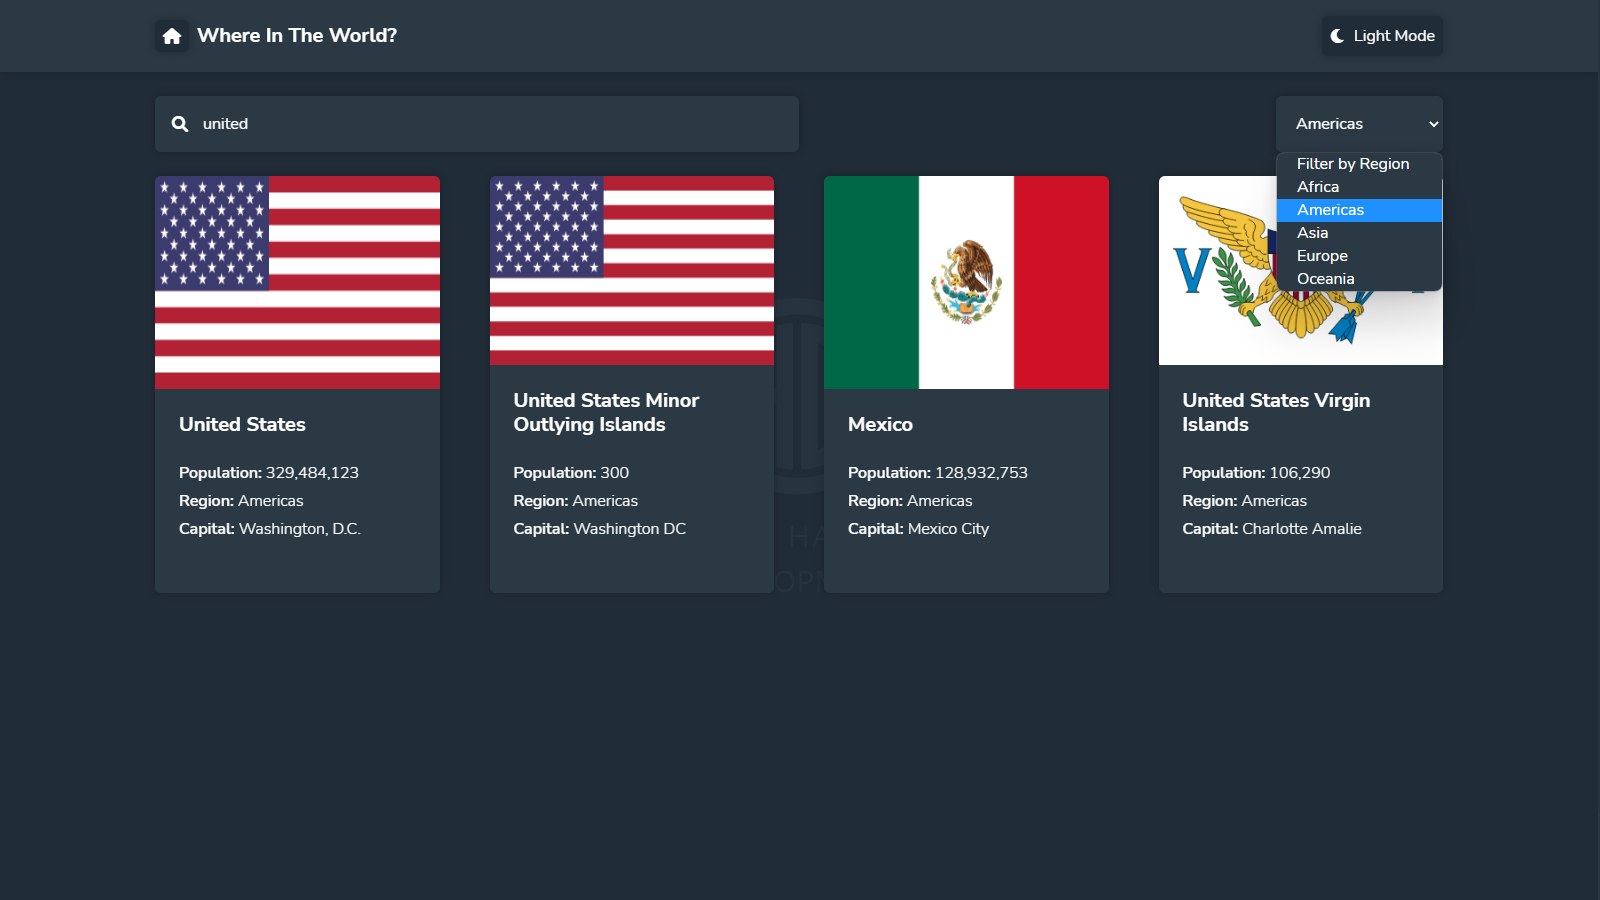 Where In The World?
Light Mode
united
Americas
Filter by Region
Africa
Americas
Asia
Europe
Oceania
V
United States
Population: 329,484,123
Region: Americas
Capital: Washington, D.C.
United States Minor
Outlying Islands
Population: 300
Region: Americas
Capital: Washington DC
Mexico
Population: 128,932,753
Region: Americas
Capital: Mexico City
United States Virgin
Islands
Population: 106,290
Region: Americas
Capital: Charlotte Amalie